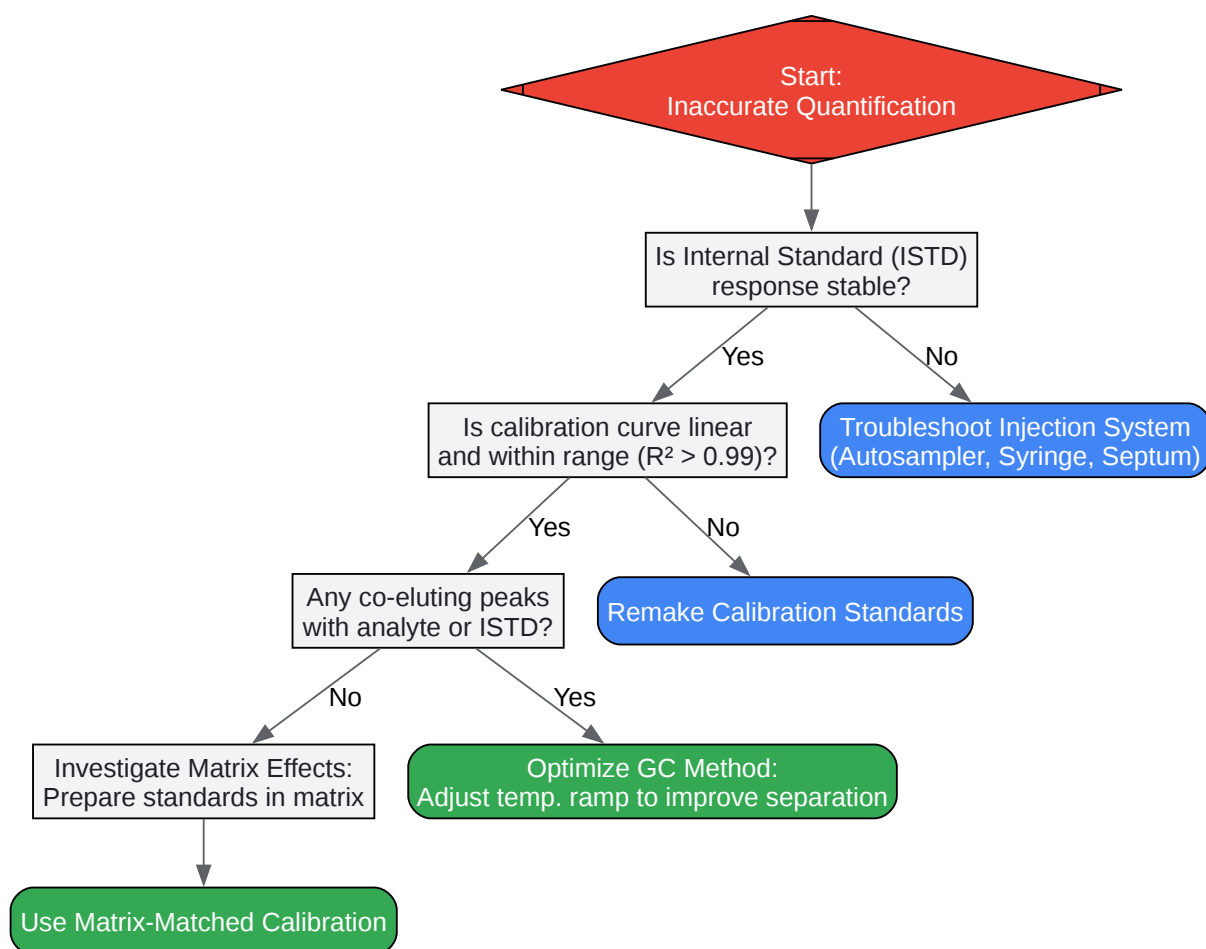 Start:
Inaccurate Quantification
Is Internal Standard (ISTD)
response stable?
Yes
No
Is calibration curve linear
and within range (R² > 0.99)?
Troubleshoot Injection System
(Autosampler, Syringe, Septum)
Yes
No
Any co-eluting peaks
with analyte or ISTD?
Remake Calibration Standards
No
Yes
Investigate Matrix Effects:
Prepare standards in matrix
Optimize GC Method:
Adjust temp. ramp to improve separation
Use Matrix-Matched Calibration